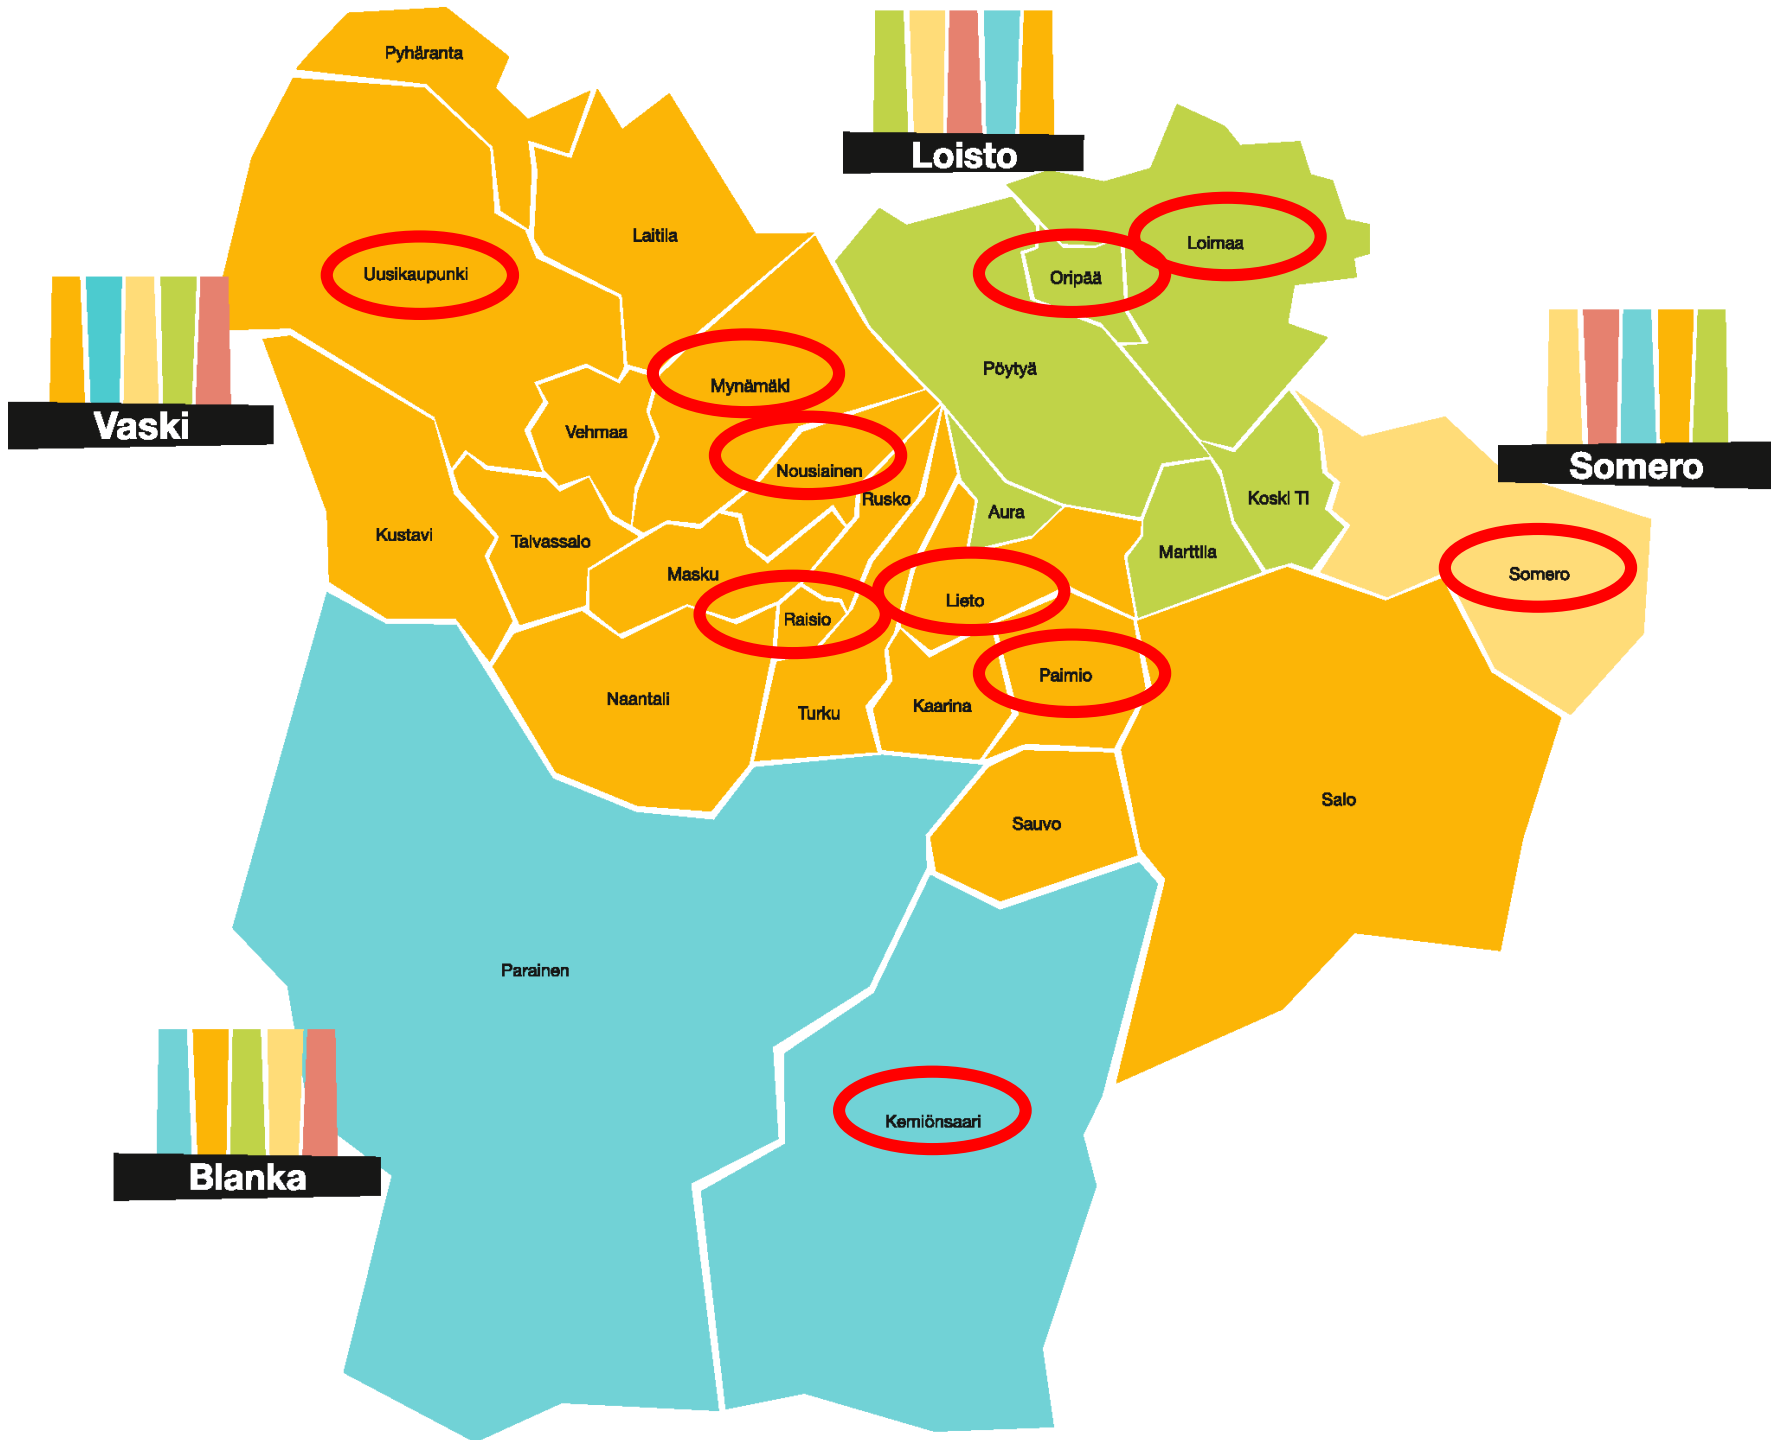 Pyhäranta
Loisto
Laitila
Loimaa
Uusikaupunki
Oripää
Pöytyä
Mynämäki
Vaski
Vehmaa
Somero
Nousiainen
Rusko
Koski Tl
Aura
Kustavi
Taivassalo
Marttila
Masku
Somero
Lieto
Raisio
Paimio
Naantali
Kaarina
Turku
Salo
Sauvo
Parainen
Kemiönsaari
Blanka